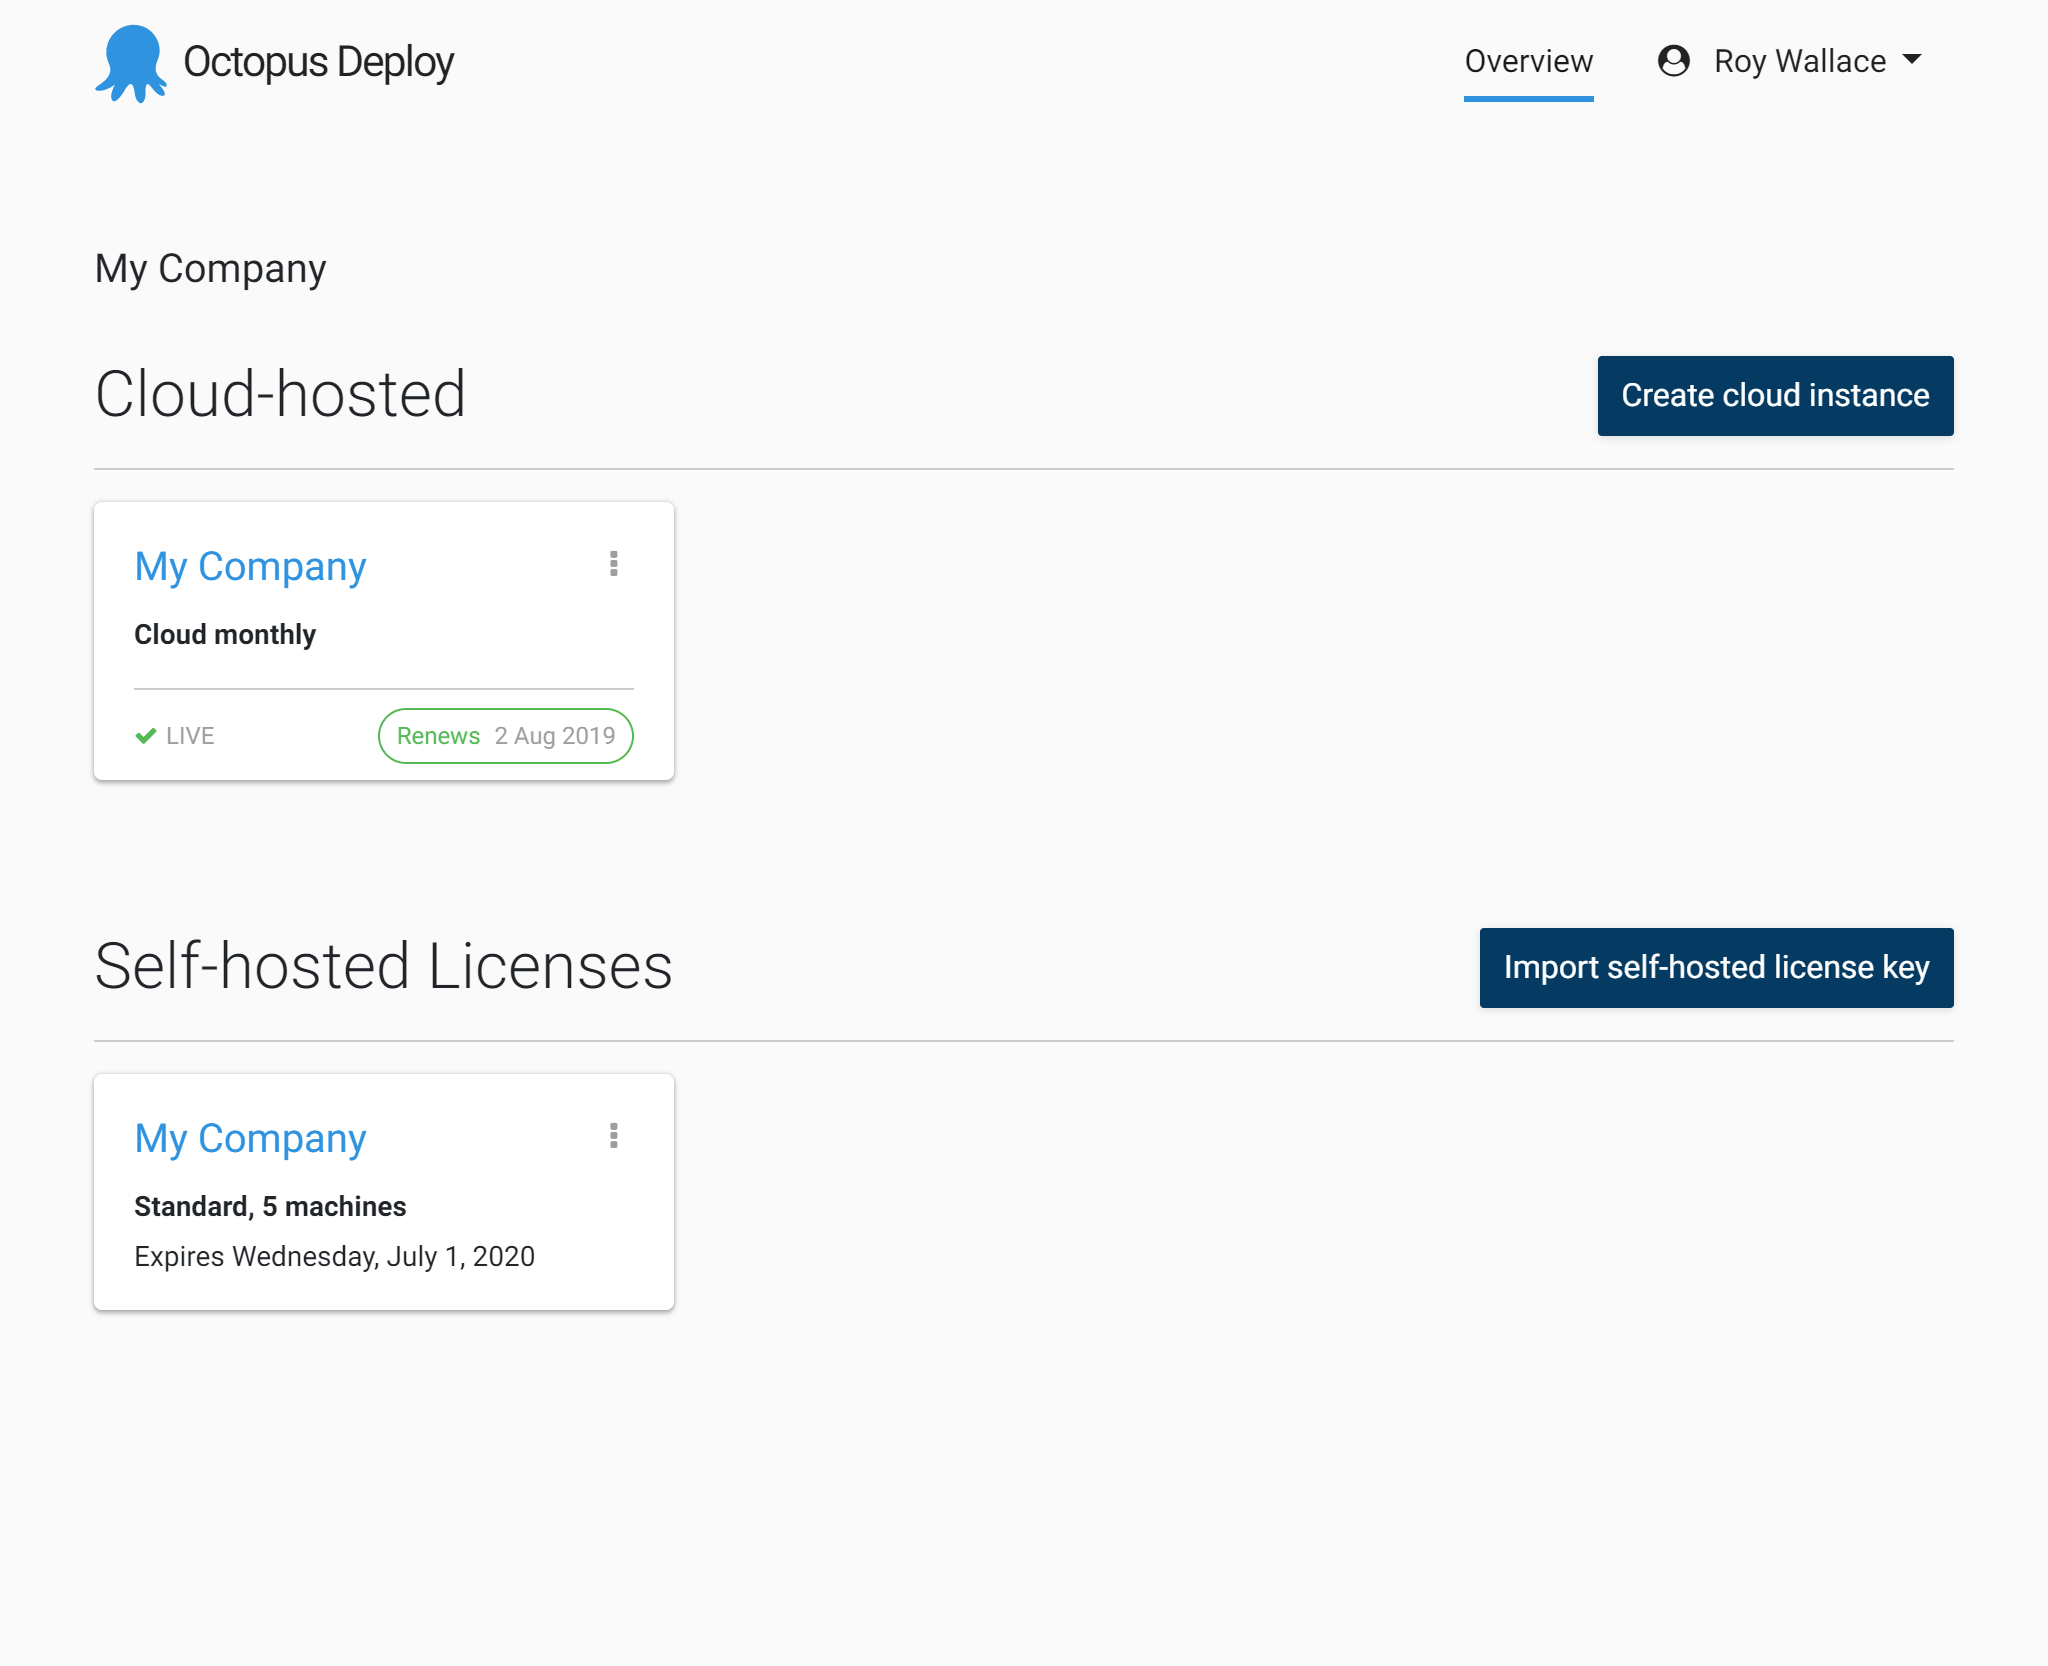 Octopus Deploy
Overview
Roy Wallace
My Company
Cloud-hosted
Create cloud instance
My Company
Cloud monthly
LIVE
Renews 2 Aug 2019
Self-hosted Licenses
Import self-hosted license key
My Company
Standard, 5 machines
Expires Wednesday, July 1, 2020